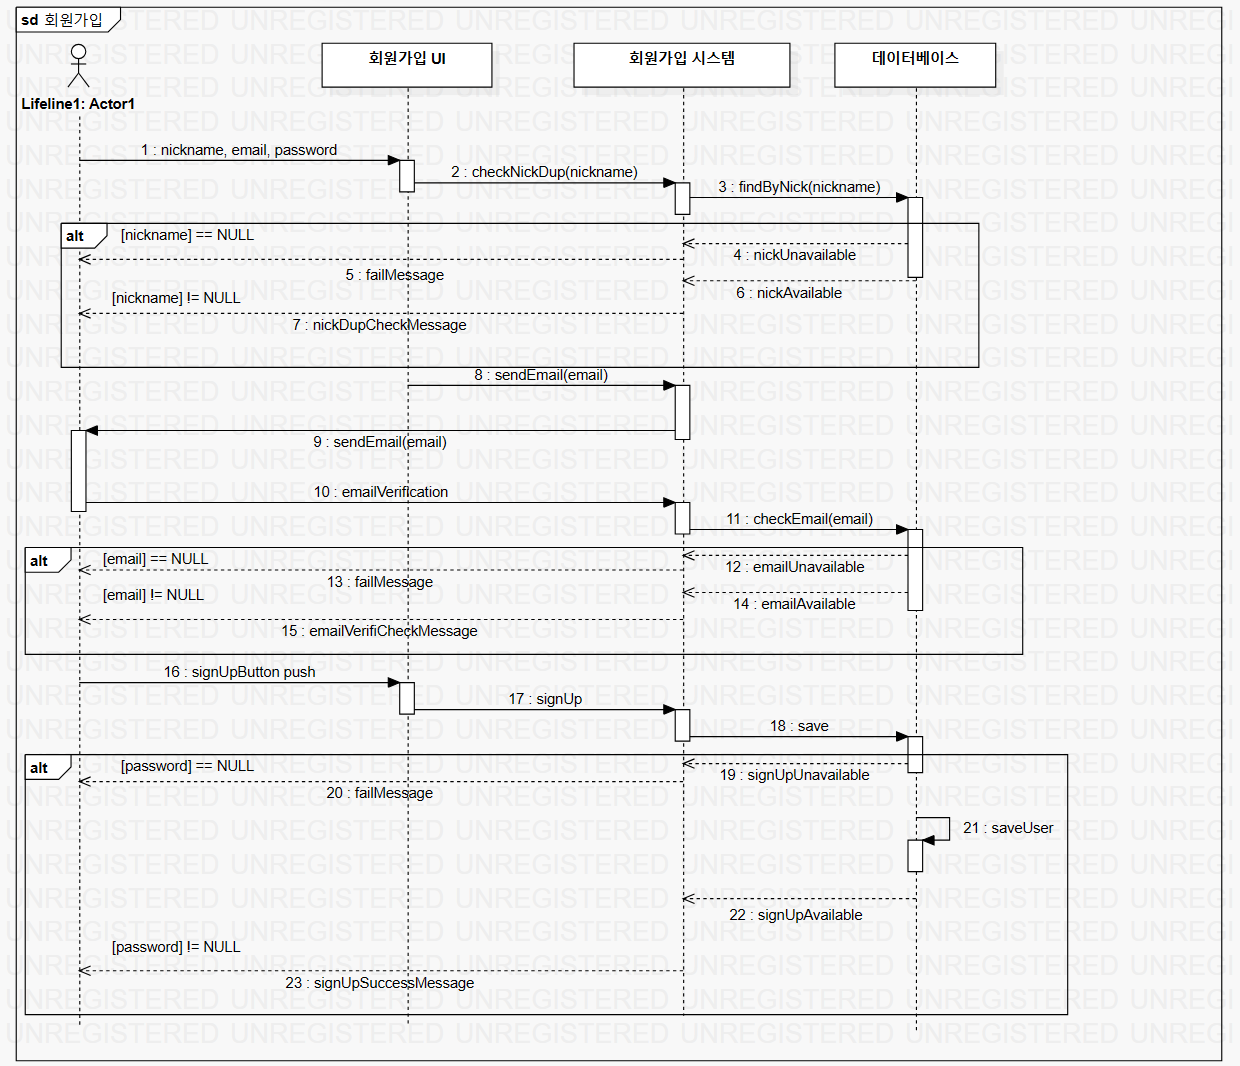 sd 회원가입
회원가입 UI
회원가입 시스템
데이터베이스
Lifeline1: Actor1
1 : nickname, email, password
2 : checkNickDup(nickname)
3 : findByNick(nickname)
alt
[nickname] == NULL
4 : nickUnavailable
5 : failMessage
6 : nickAvailable
[nickname] != NULL
7 : nickDupCheckMessage
8 : sendEmail(email)
9 : sendEmail(email)
10 : emailVerification
11 : checkEmail(email)
alt
[email] == NULL
12 : emailUnavailable
13 : failMessage
[email] != NULL
14 : emailAvailable
15 : emailVerifiCheckMessage
16 : signUpButton push
17 : signUp
18 : save
alt
[password] == NULL
19 : signUpUnavailable
20 : failMessage
21 : saveUser
22 : signUpAvailable
[password] != NULL
23 : signUpSuccessMessage
UNREGISTERED